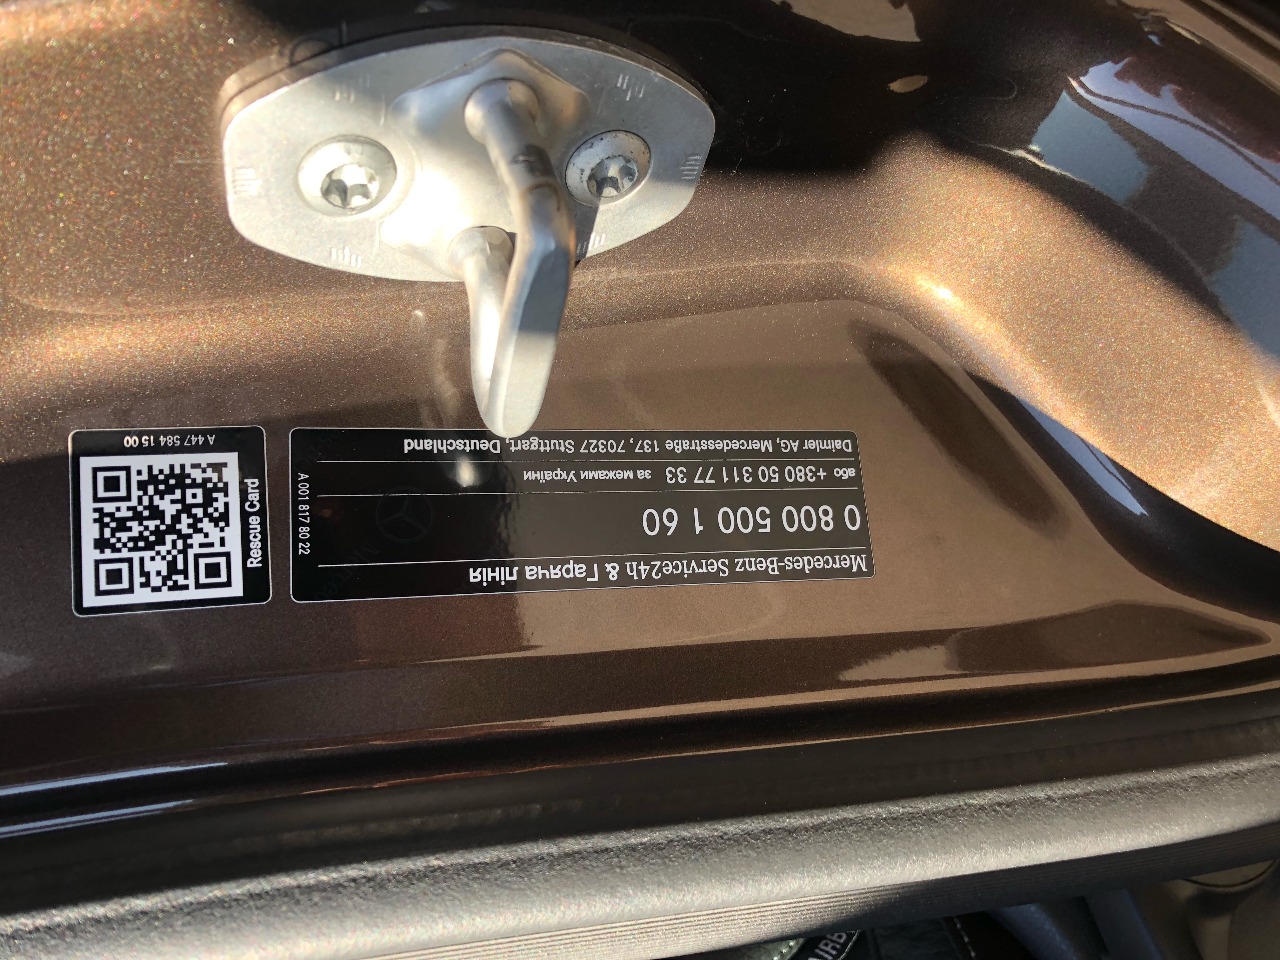 Mercedes-Benz Service24h & Гаряча лінія
0 800 500 1 60
або +380 50 311 77 33 за межами України
Daimler AG, Mercedesstraße 137, 70327 Stuttgart, Deutschland
A 001 817 80 22
Rescue Card
A 447 584 15 00